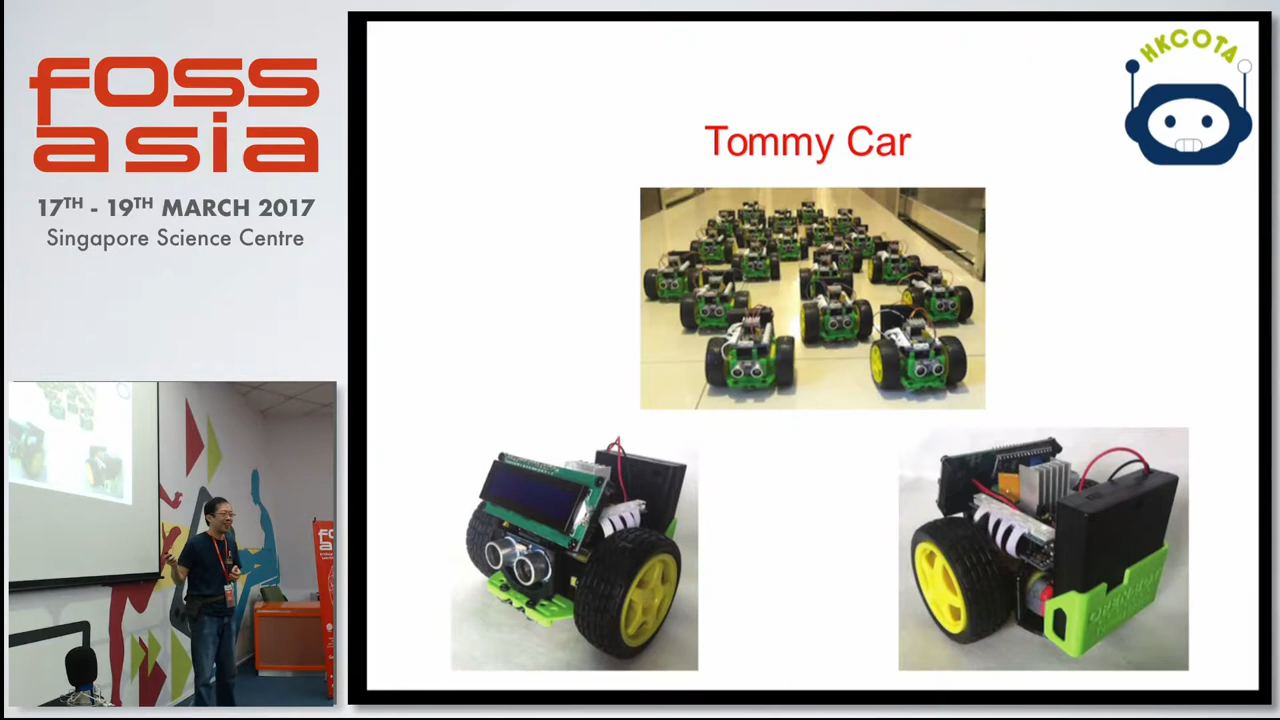 foss
asia
17TH - 19TH MARCH 2017
Singapore Science Centre
HKCOTA
Tommy Car